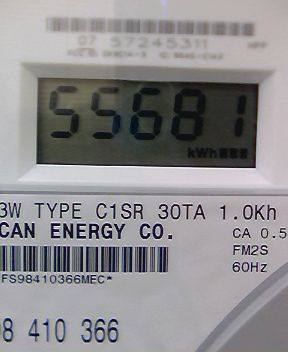 07 57245311
55681
kWh
3W TYPE C1SR 30TA 1.0Kh
CAN ENERGY CO.
CA 0.5
FM2S
60Hz
FS98410366MEC*
98 410 366